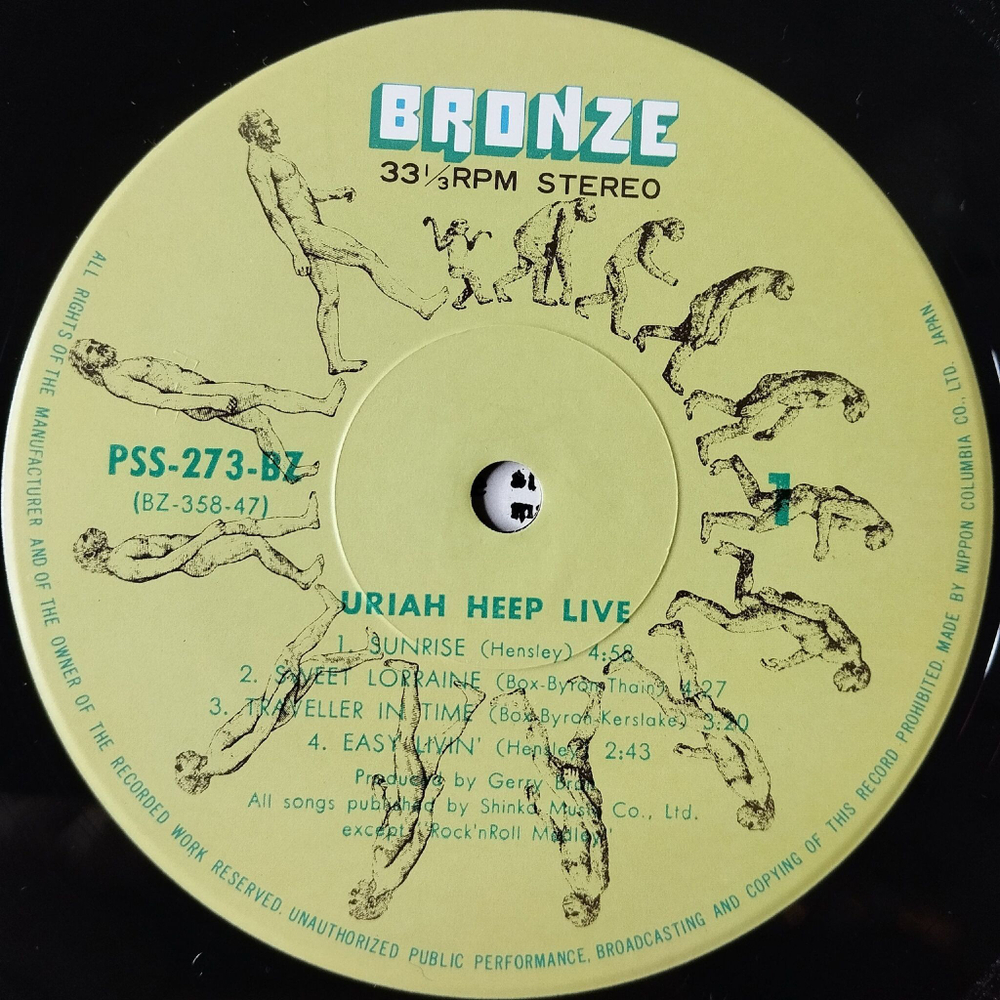 BRONZE
33⅓RPM STEREO
PSS-273-BZ
(BZ-358-47)
1
URIAH HEEP LIVE
1. SUNRISE (Hensley) 4:58
2. SWEET LORRAINE (Box-Byron-Thain) 4:27
3. TRAVELLER IN TIME (Box-Byron-Kerslake) 3:20
4. EASY LIVIN' (Hensley) 2:43
Produced by Gerry Bron
All songs published by Shinko Music Co., Ltd.
except "Rock'nRoll Medley"
ALL RIGHTS OF THE MANUFACTURER AND OF THE OWNER OF THE RECORDED WORK RESERVED. UNAUTHORIZED PUBLIC PERFORMANCE, BROADCASTING AND COPYING OF THIS RECORD PROHIBITED. MADE BY NIPPON COLUMBIA CO., LTD. JAPAN.